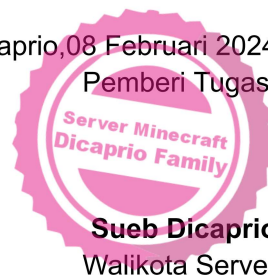 aprio,08 Februari 2024
Pemberi Tugas
Server Minecraft
Dicaprio Family
Sueb Dicaprio
Walikota Serve